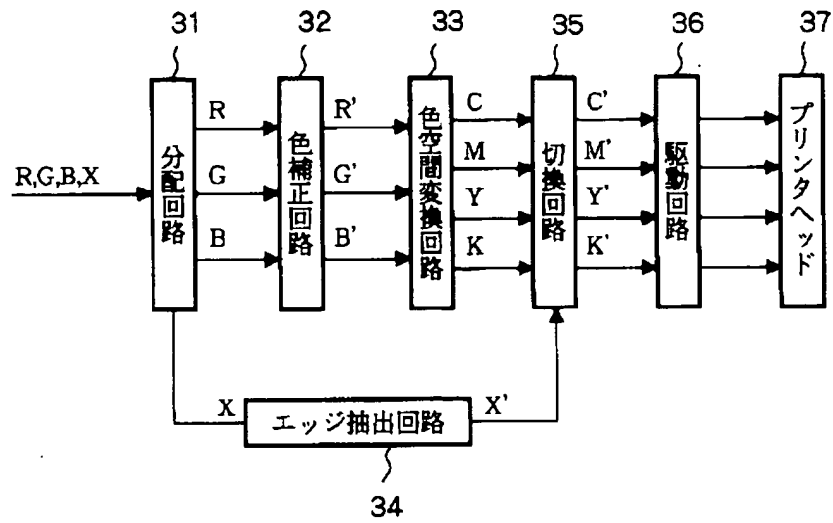 31
32
33
35
36
37
R,G,B,X
分配回路
R
G
B
色補正回路
R'
G'
B'
色空間変換回路
C
M
Y
K
切換回路
C'
M'
Y'
K'
駆動回路
プリンタヘッド
X
エッジ抽出回路
X'
34